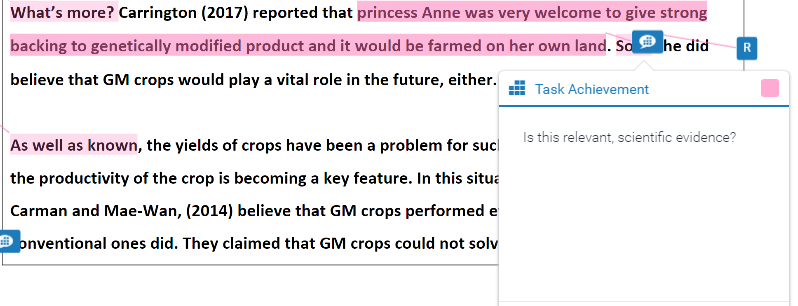 What's more? Carrington (2017) reported that princess Anne was very welcome to give strong
backing to genetically modified product and it would be farmed on her own land. So he did
R
believe that GM crops would play a vital role in the future, either.
Task Achievement
Is this relevant, scientific evidence?
As well as known, the yields of crops have been a problem for
the productivity of the crop is becoming a key feature. In this
Carman and Mae-Wan, (2014) believe that GM crops performed
onventional ones did. They claimed that GM crops could not